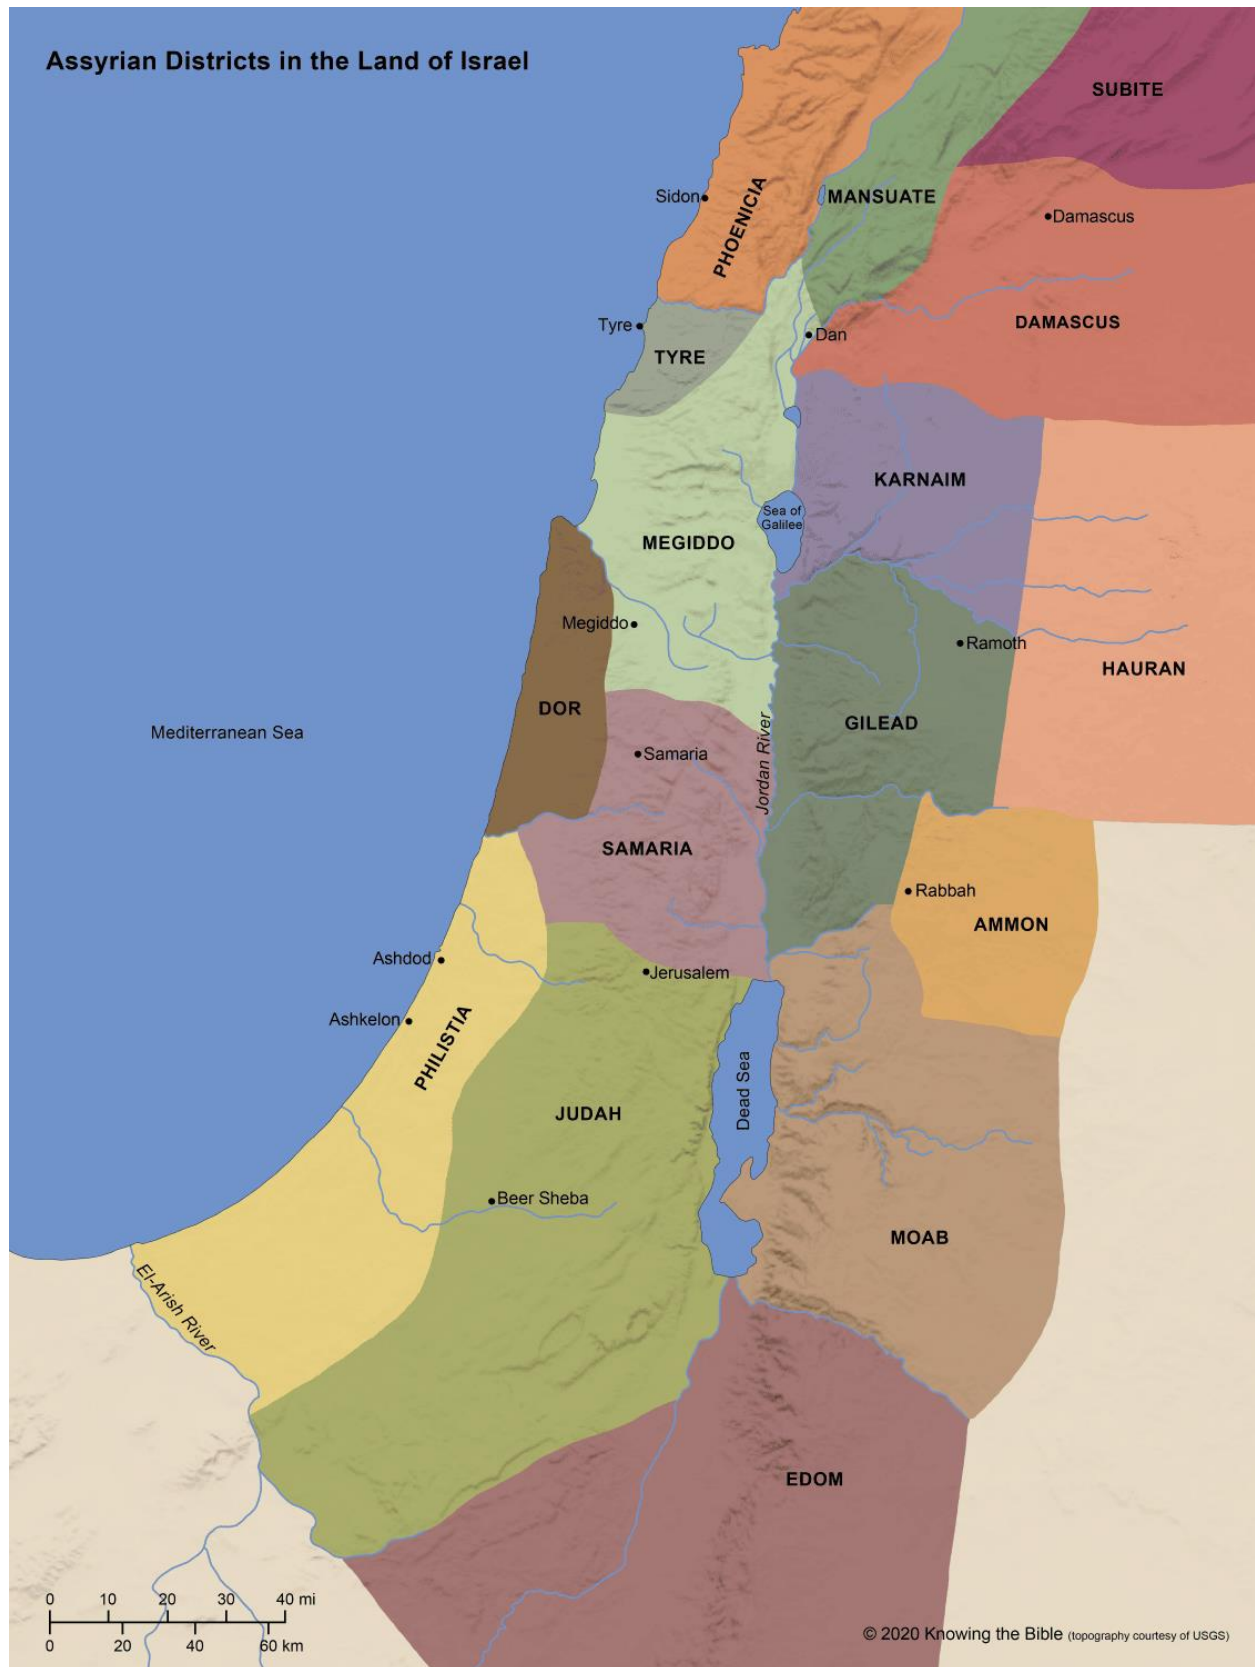 Assyrian Districts in the Land of Israel
SUBITE
Sidon
PHOENICIA
MANSUATE
Damascus
Tyre
TYRE
Dan
DAMASCUS
KARNAIM
Sea of
Galilee
MEGIDDO
Megiddo
Ramoth
HAURAN
DOR
GILEAD
Mediterranean Sea
Samaria
Jordan River
SAMARIA
Rabbah
AMMON
Ashdod
Jerusalem
Ashkelon
PHILISTIA
Dead Sea
JUDAH
Beer Sheba
MOAB
El-Arish River
EDOM
0 10 20 30 40 mi
0 20 40 60 km
© 2020 Knowing the Bible (topography courtesy of USGS)